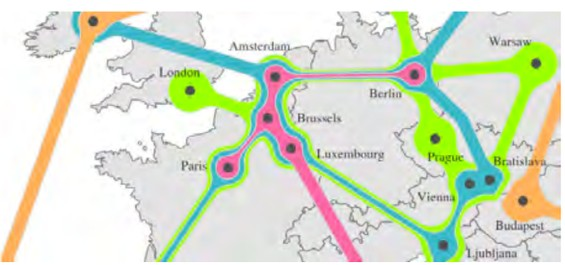 Amsterdam
Warsaw
London
Berlin
Brussels
Luxembourg
Paris
Prague
Bratislava
Vienna
Budapest
Ljubljana